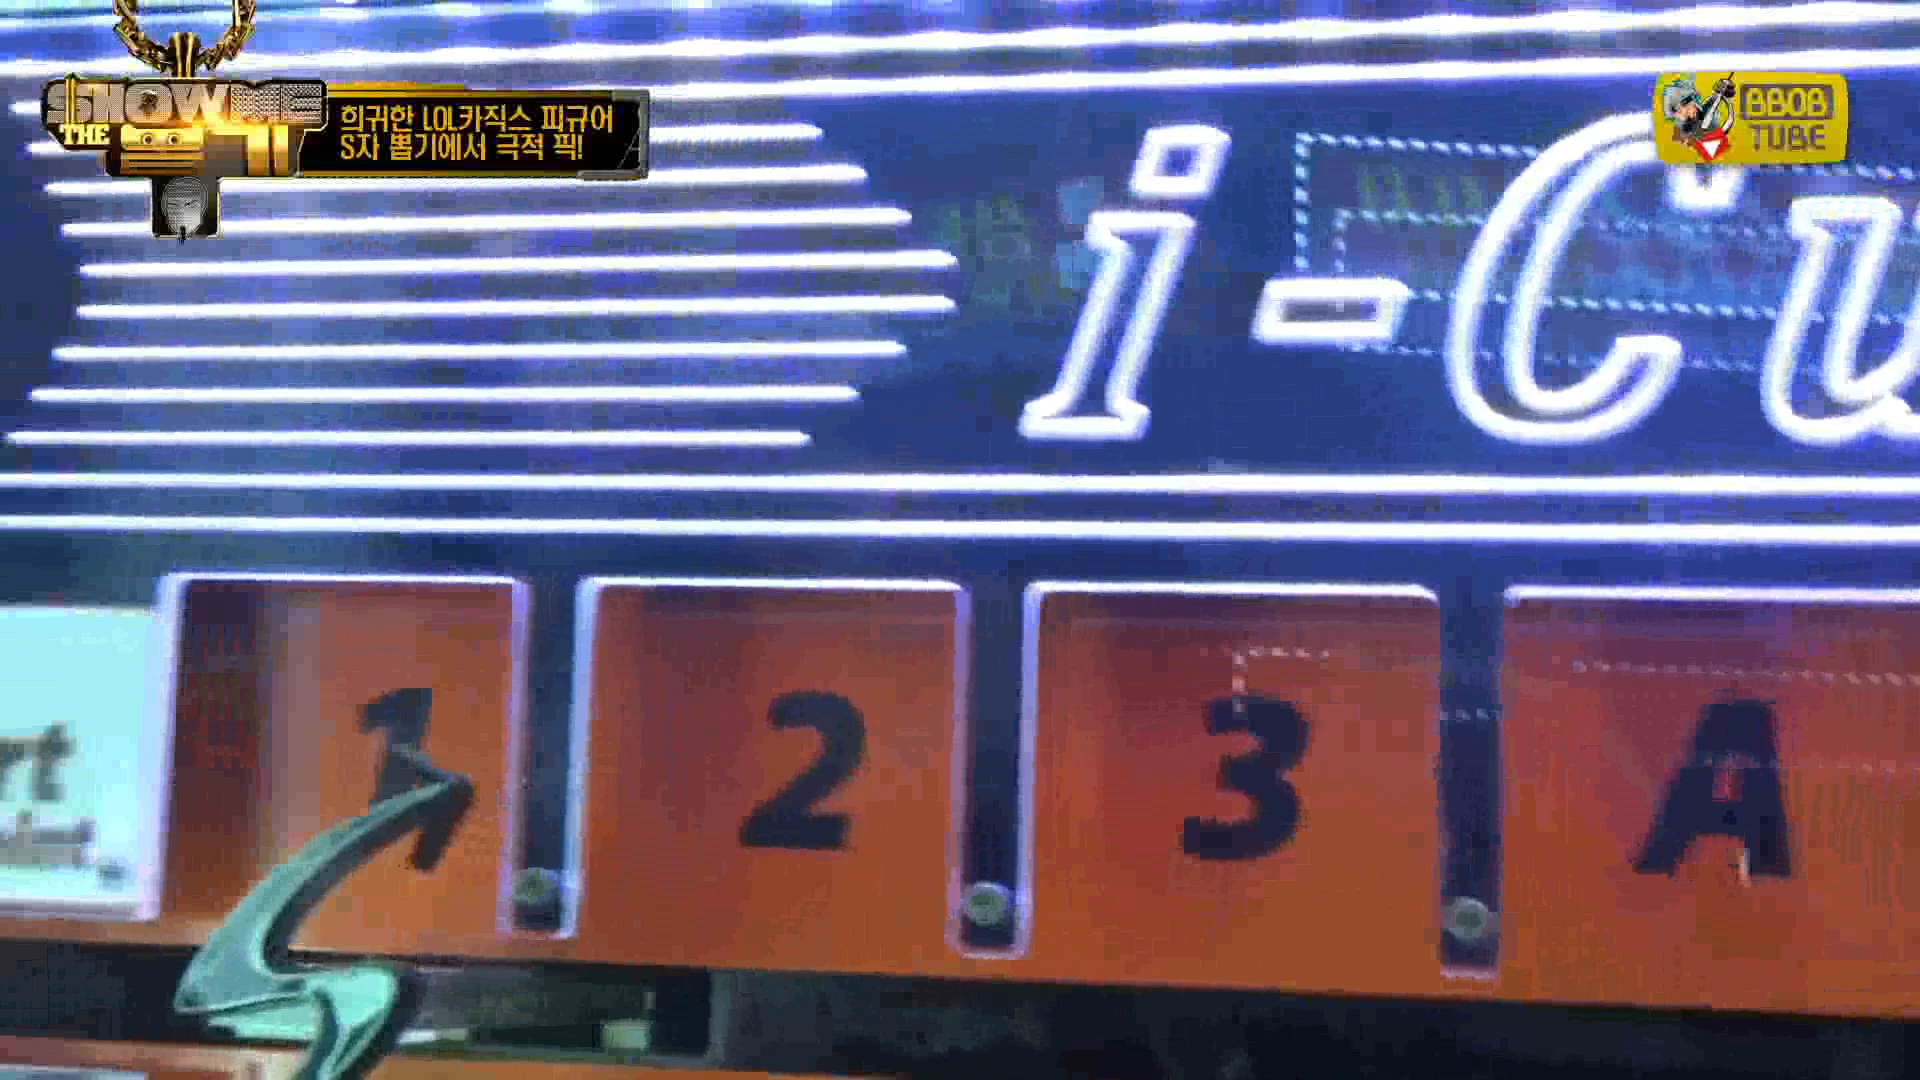 SHOW ME
THE
희귀한 LOL카직스 피규어
S자 뽑기에서 극적 픽!
BBOB
TUBE
i-Cu
1 2 3 A